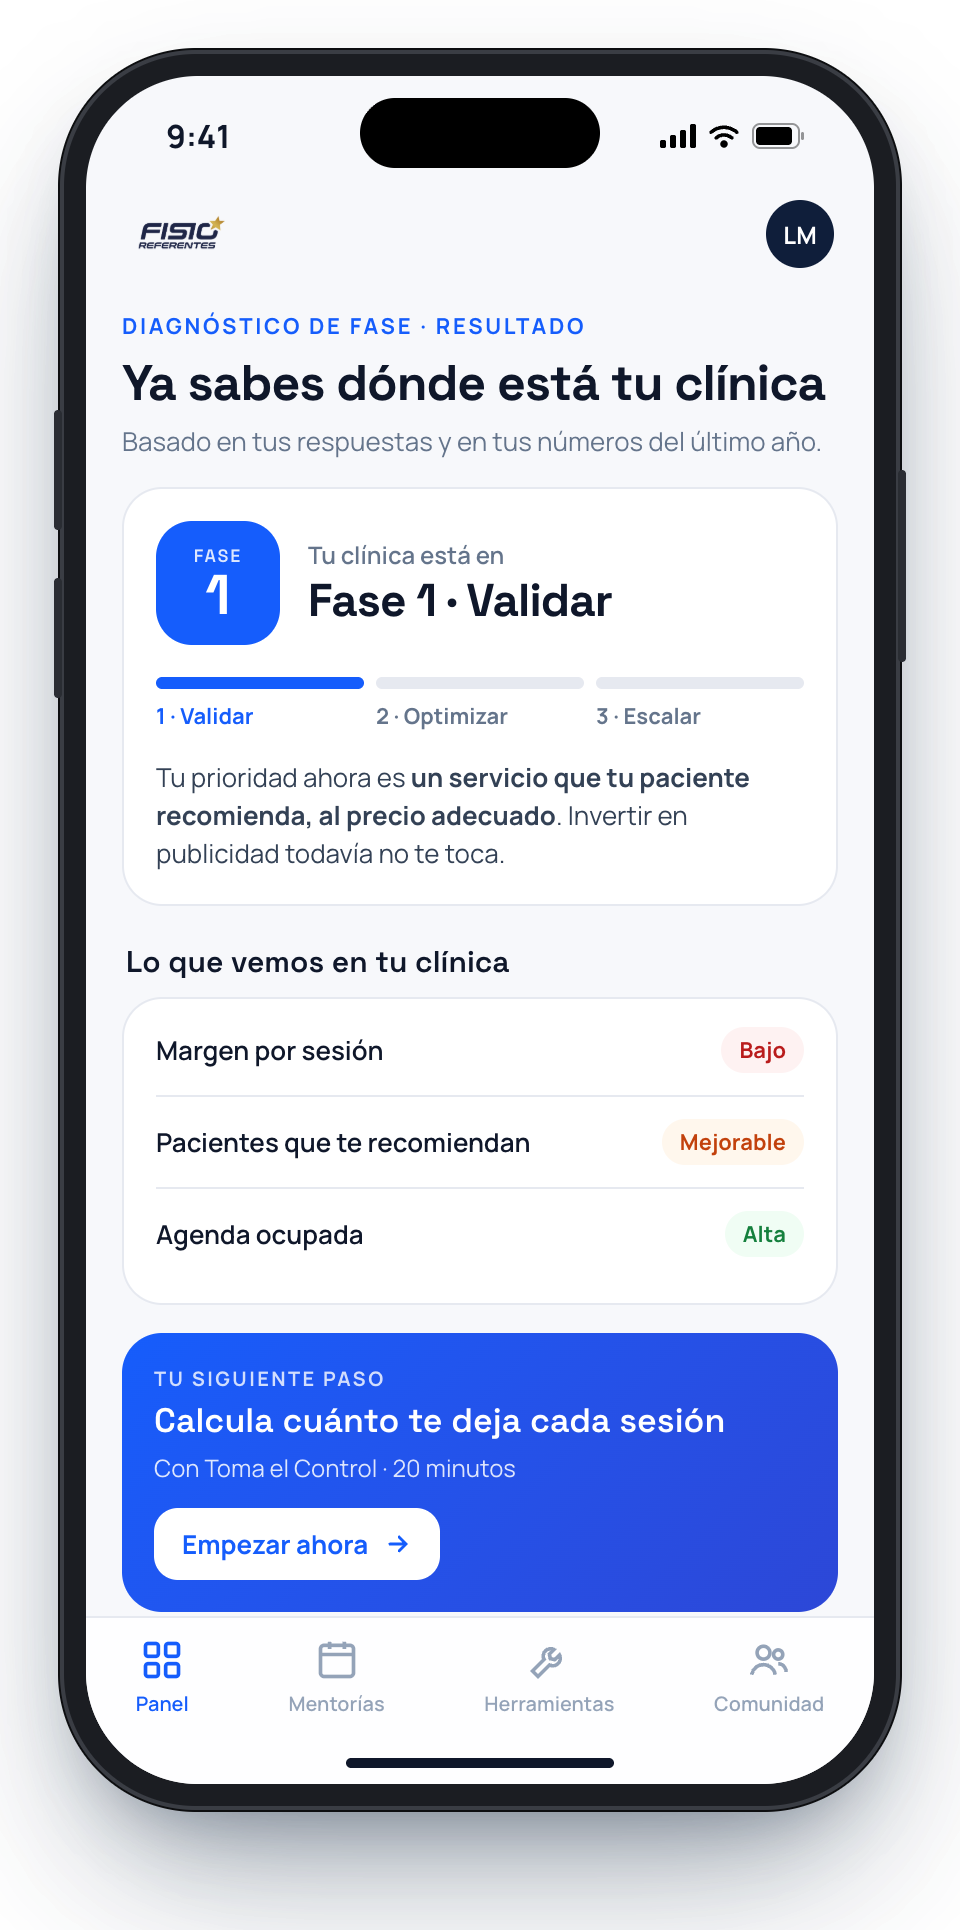 9:41
FISIO
REFERENTES
LM
DIAGNÓSTICO DE FASE · RESULTADO
Ya sabes dónde está tu clínica
Basado en tus respuestas y en tus números del último año.
FASE
1
Tu clínica está en
Fase 1 · Validar
1 · Validar
2 · Optimizar
3 · Escalar
Tu prioridad ahora es un servicio que tu paciente
recomienda, al precio adecuado. Invertir en
publicidad todavía no te toca.
Lo que vemos en tu clínica
Margen por sesión
Bajo
Pacientes que te recomiendan
Mejorable
Agenda ocupada
Alta
TU SIGUIENTE PASO
Calcula cuánto te deja cada sesión
Con Toma el Control · 20 minutos
Empezar ahora →
Panel
Mentorías
Herramientas
Comunidad